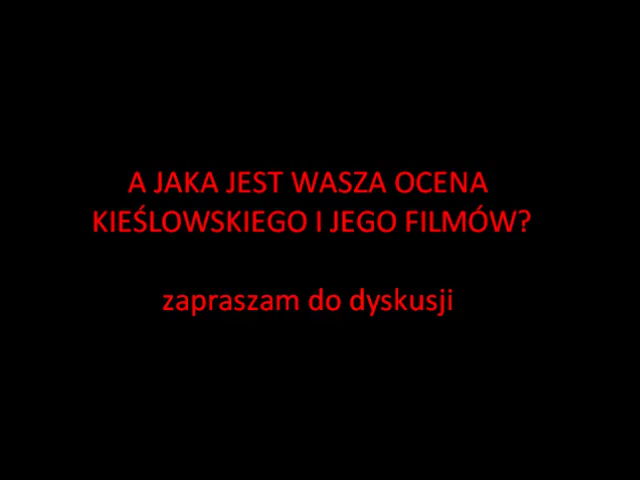 A JAKA JEST WASZA OCENA
KIEŚLOWSKIEGO I JEGO FILMÓW?
zapraszam do dyskusji